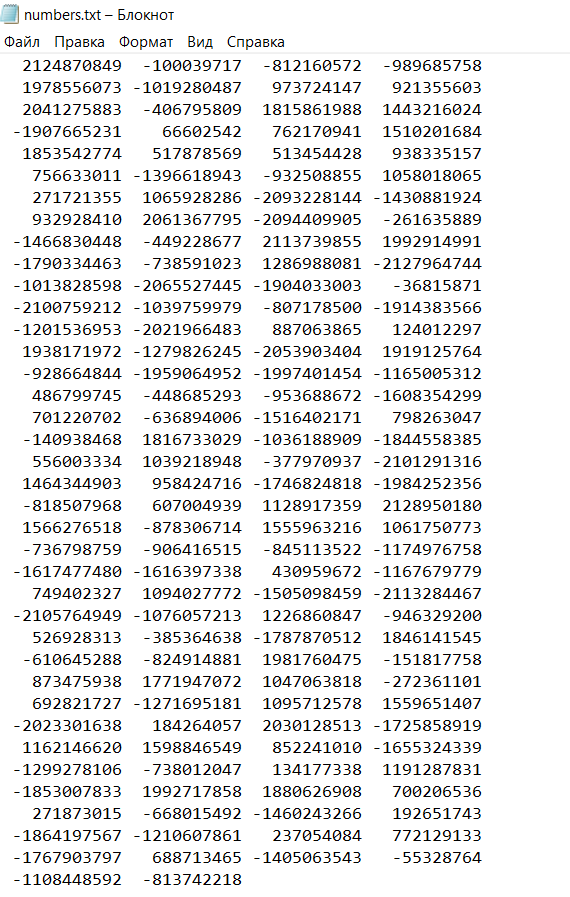 numbers.txt – Блокнот
Файл Правка Формат Вид Справка
2124870849 -100039717 -812160572 -989685758
1978556073 -1019280487 973724147 921355603
2041275883 -406795809 1815861988 1443216024
-1907665231 66602542 762170941 1510201684
1853542774 517878569 513454428 938335157
756633011 -1396618943 -932508855 1058018065
271721355 1065928286 -2093228144 -1430881924
932928410 2061367795 -2094409905 -261635889
-1466830448 -449228677 2113739855 1992914991
-1790334463 -738591023 1286988081 -2127964744
-1013828598 -2065527445 -1904033003 -36815871
-2100759212 -1039759979 -807178500 -1914383566
-1201536953 -2021966483 887063865 124012297
1938171972 -1279826245 -2053903404 1919125764
-928664844 -1959064952 -1997401454 -1165005312
486799745 -448685293 -953688672 -1608354299
701220702 -636894006 -1516402171 798263047
-140938468 1816733029 -1036188909 -1844558385
556003334 1039218948 -377970937 -2101291316
1464344903 958424716 -1746824818 -1984252356
-818507968 607004939 1128917359 2128950180
1566276518 -878306714 1555963216 1061750773
-736798759 -906416515 -845113522 -1174976758
-1617477480 -1616397338 430959672 -1167679779
749402327 1094027772 -1505098459 -2113284467
-2105764949 -1076057213 1226860847 -946329200
526928313 -385364638 -1787870512 1846141545
-610645288 -824914881 1981760475 -151817758
873475938 1771947072 1047063818 -272361101
692821727 -1271695181 1095712578 1559651407
-2023301638 184264057 2030128513 -1725858919
1162146620 1598846549 852241010 -1655324339
-1299278106 -738012047 134177338 1191287831
-1853007833 1992717858 1880626908 700206536
271873015 -668015492 -1460243266 192651743
-1864197567 -1210607861 237054084 772129133
-1767903797 688713465 -1405063543 -55328764
-1108448592 -813742218